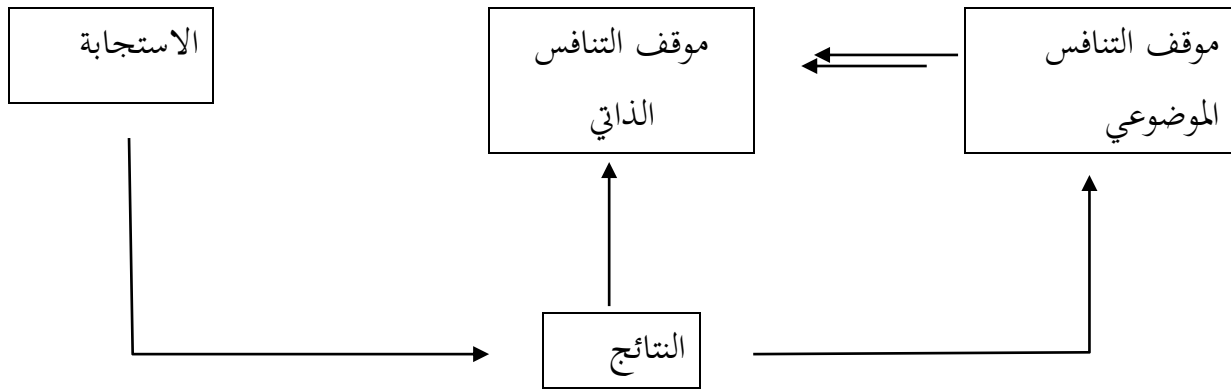 موقف التنافس
الموضوعي
موقف التنافس
الذاتي
الاستجابة
النتائج